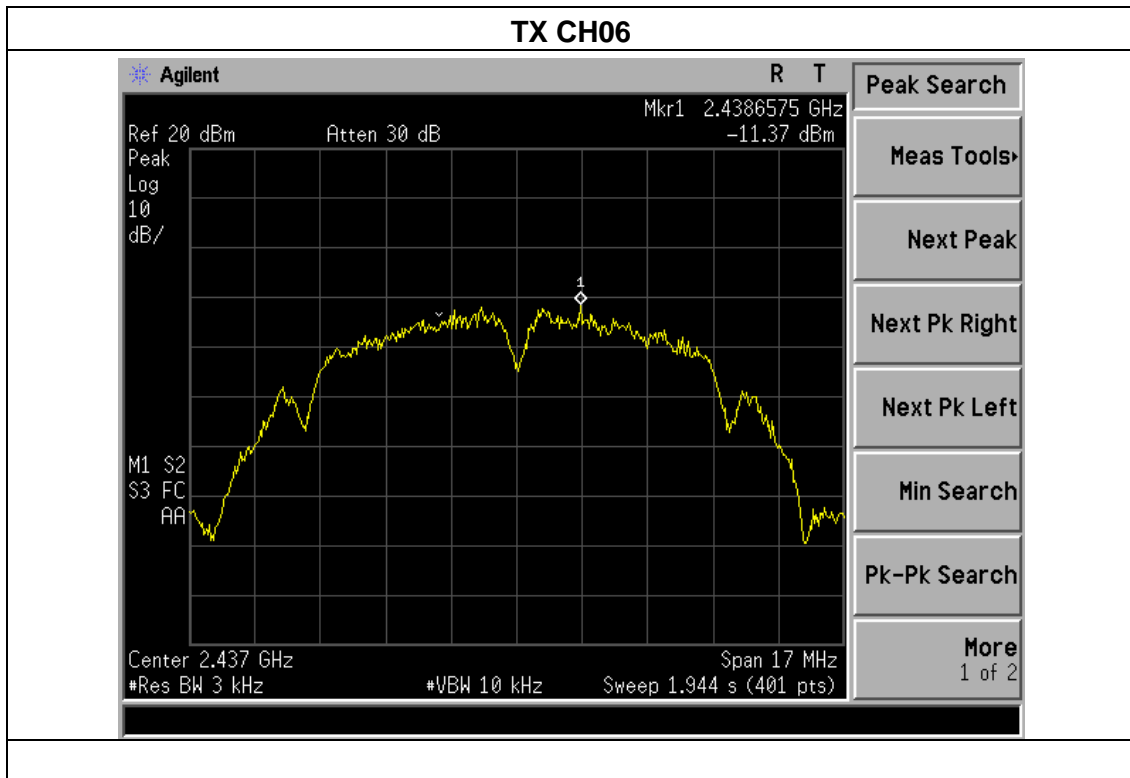 TX CH06
Agilent R T
Mkr1 2.4386575 GHz
Ref 20 dBm Atten 30 dB -11.37 dBm
Peak
Log
10
dB/
1
M1 S2
S3 FC
AA
Center 2.437 GHz Span 17 MHz
#Res BW 3 kHz #VBW 10 kHz Sweep 1.944 s (401 pts)
Peak Search
Meas Tools
Next Peak
Next Pk Right
Next Pk Left
Min Search
Pk-Pk Search
More
1 of 2